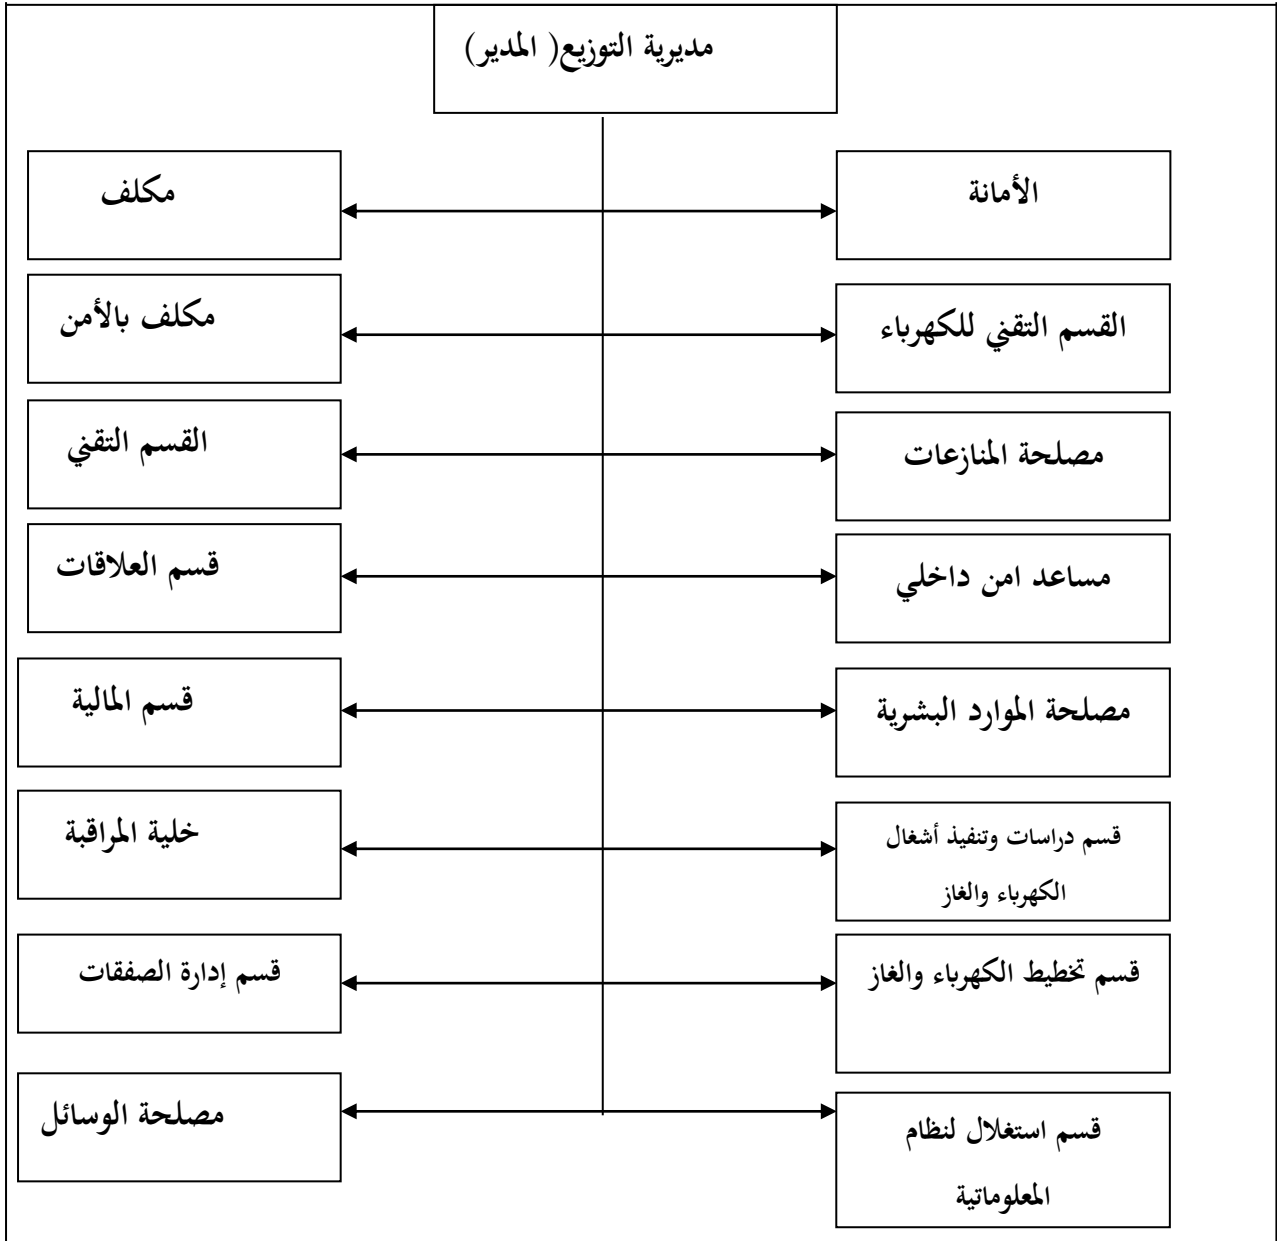 مديرية التوزيع( المدير)
الأمانة
مكلف
القسم التقني للكهرباء
مكلف بالأمن
مصلحة المنازعات
القسم التقني
مساعد امن داخلي
قسم العلاقات
مصلحة الموارد البشرية
قسم المالية
قسم دراسات وتنفيذ أشغال
الكهرباء والغاز
خلية المراقبة
قسم تخطيط الكهرباء والغاز
قسم إدارة الصفقات
قسم استغلال لنظام
المعلوماتية
مصلحة الوسائل